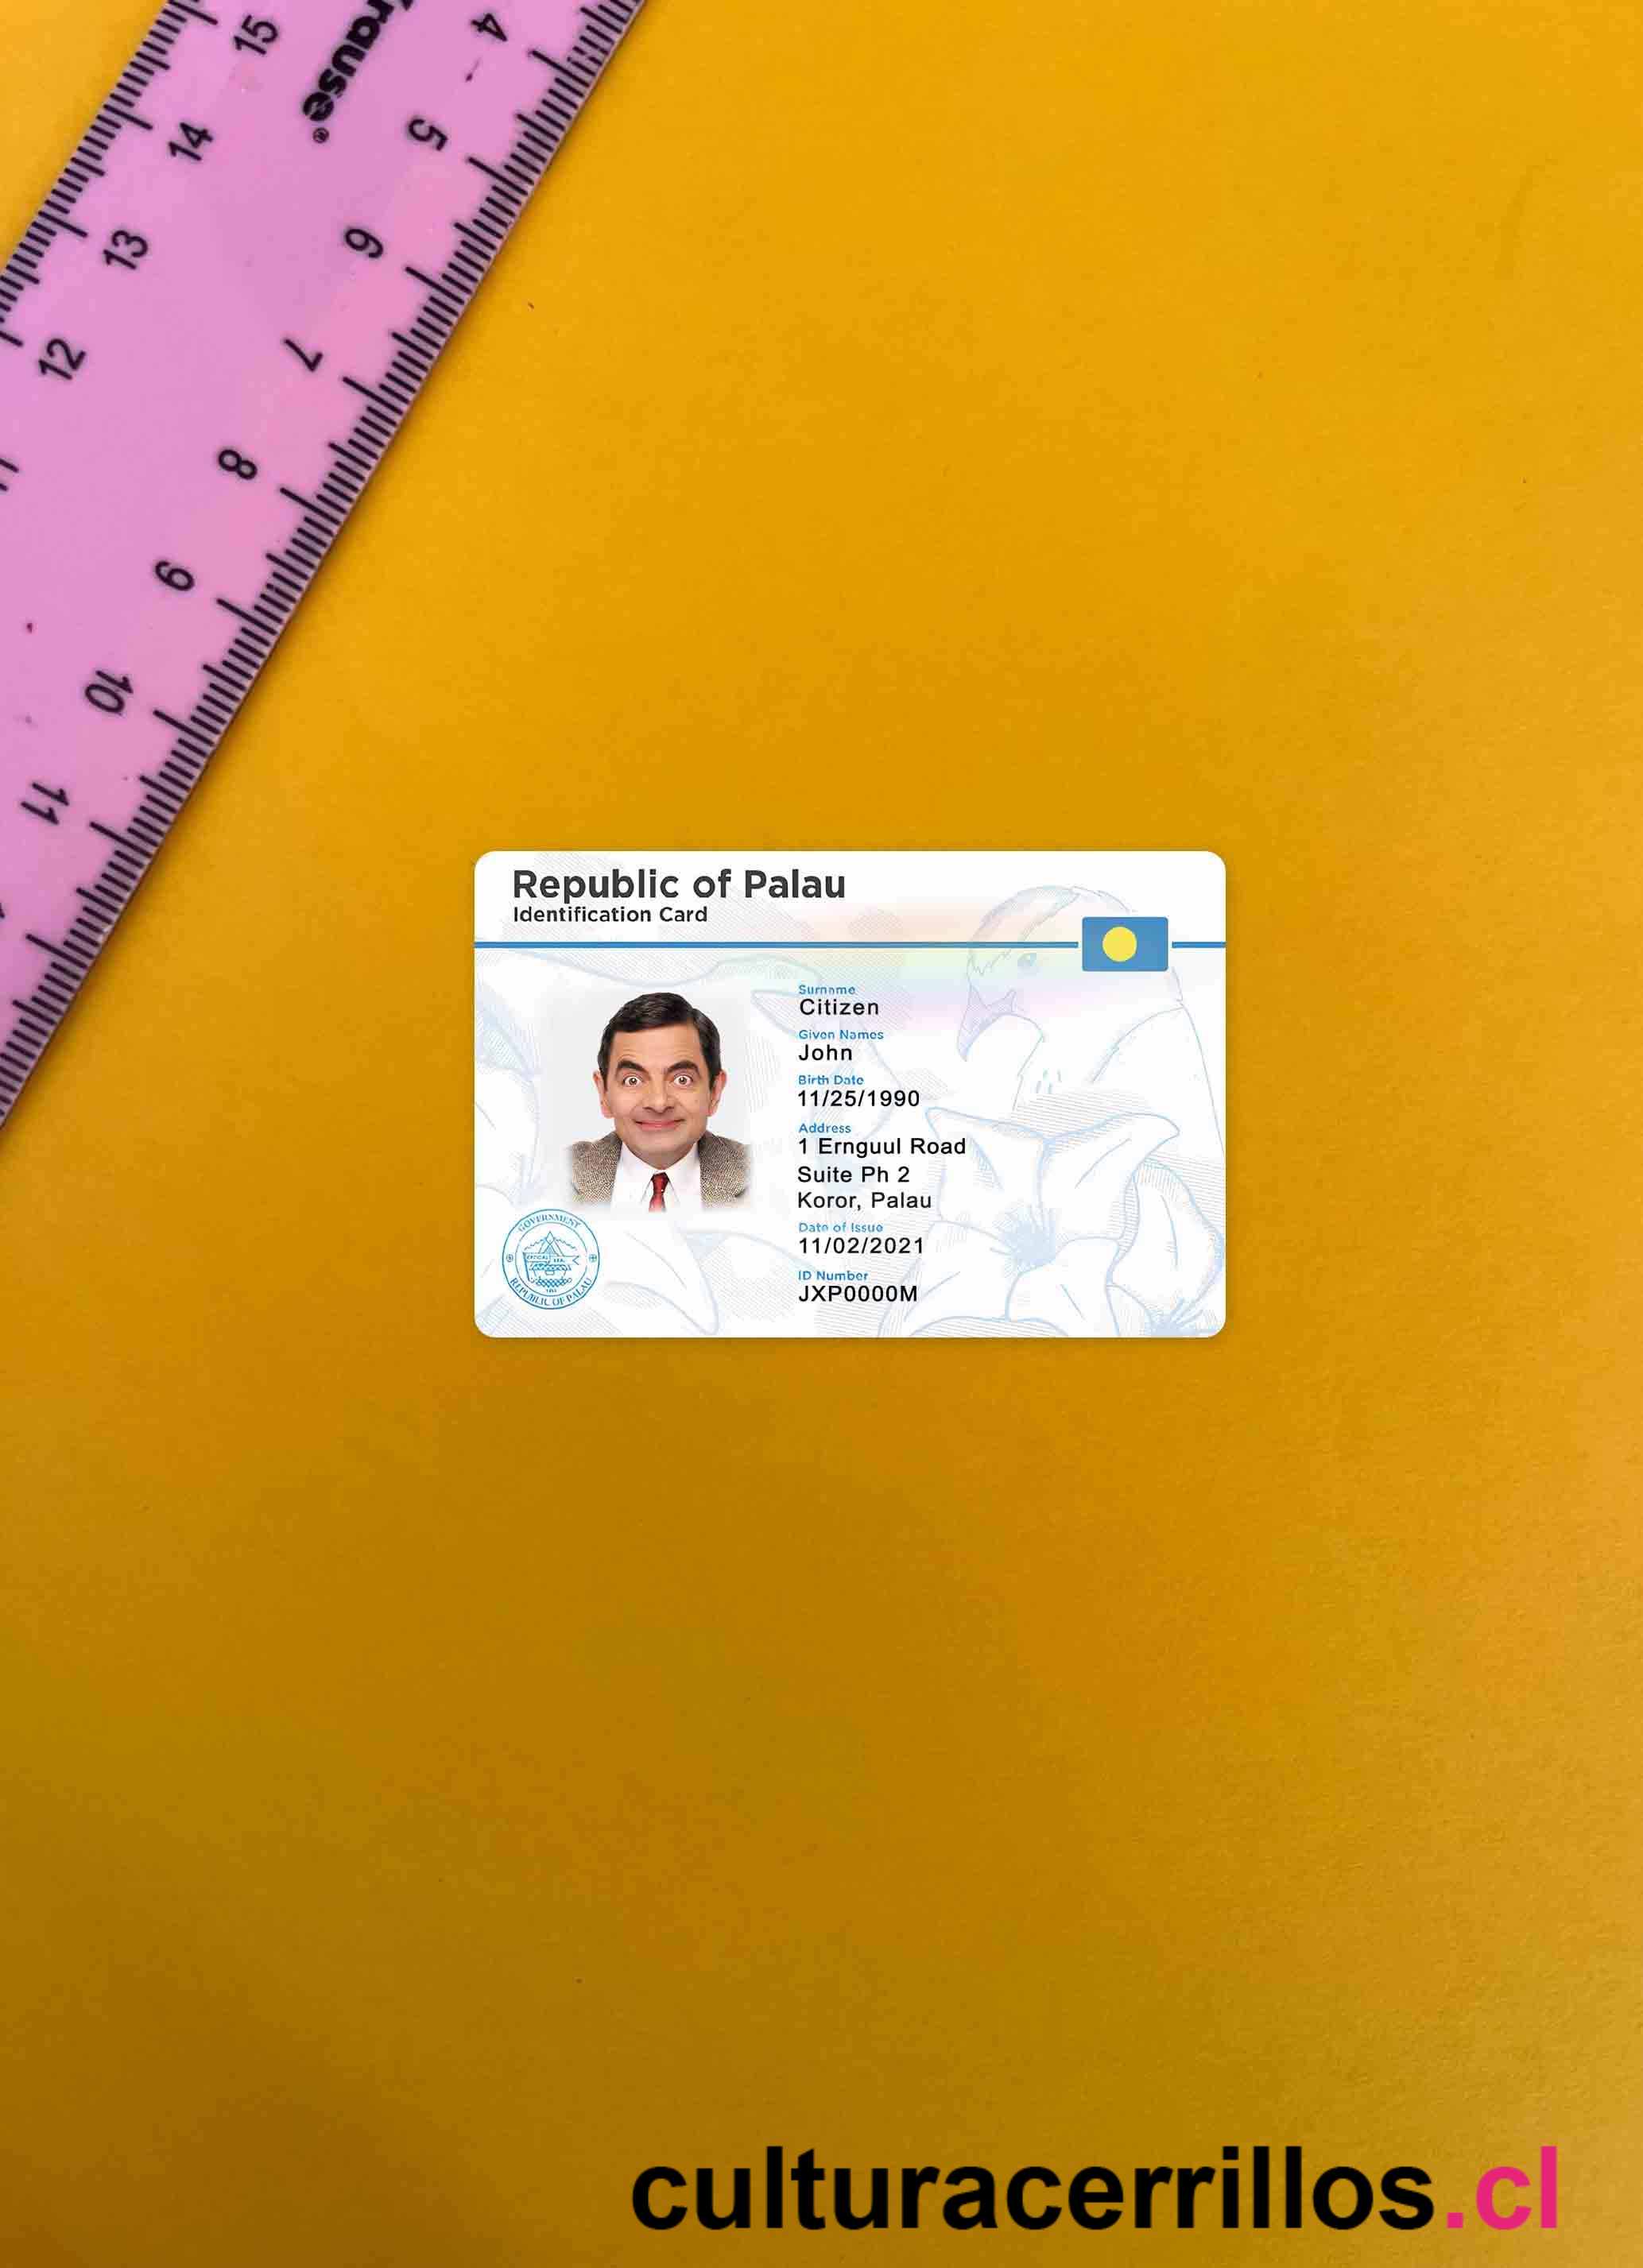 rause®
4
5
6
7
8
9
10
11
15
14
13
12
Republic of Palau
Identification Card
Surname
Citizen
Given Names
John
Birth Date
11/25/1990
Address
1 Ernguul Road
Suite Ph 2
Koror, Palau
Date of Issue
11/02/2021
ID Number
JXP0000M
GOVERNMENT
REPUBLIC OF PALAU
culturacerrillos.cl